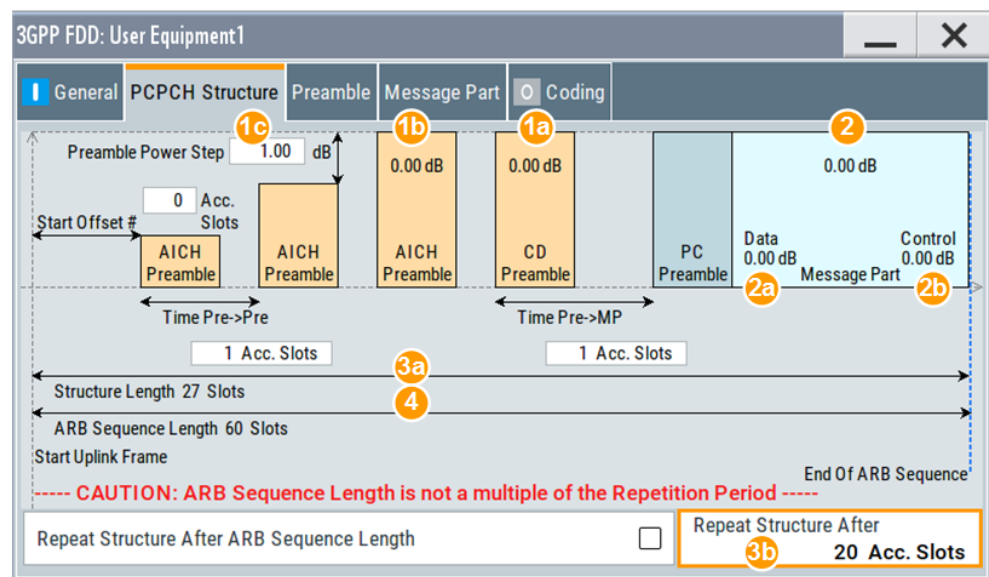 3GPP FDD: User Equipment1
General
PCPCH Structure
Preamble
Message Part
O Coding
1c
1b
1a
2
Preamble Power Step 1.00 dB
0.00 dB
0.00 dB
0.00 dB
0 Acc.
Slots
Start Offset #
AICH
Preamble
AICH
Preamble
AICH
Preamble
CD
Preamble
PC
Preamble
Data
0.00 dB
Control
0.00 dB
Message Part
2a
2b
Time Pre->Pre
Time Pre->MP
1 Acc. Slots
1 Acc. Slots
3a
Structure Length 27 Slots
4
ARB Sequence Length 60 Slots
Start Uplink Frame
End Of ARB Sequence
----- CAUTION: ARB Sequence Length is not a multiple of the Repetition Period -----
Repeat Structure After ARB Sequence Length
Repeat Structure After
3b
20 Acc. Slots